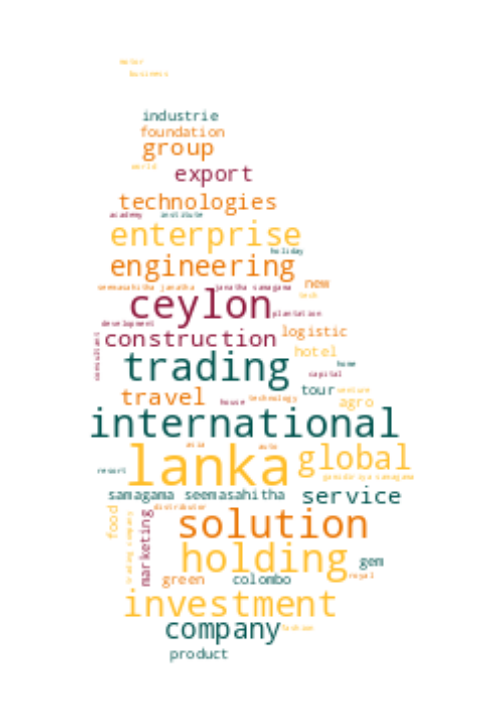 motor
business
industrie
foundation
group
world
export
technologies
academy institute
enterprise
holiday
engineering
new
seemasahitha janatha janatha samagama
tech
ceylon
plantation
development
logistic
construction
consultant
hotel
home
trading
capital
tour venture
travel
house technology
agro
international
asia auto
lanka
global
resort
gamidiriya samagama
samagama seemasahitha
service
distributor
food
trading company
marketing
solution
holding
gem
royal
green
colombo
investment
company
fashion
product